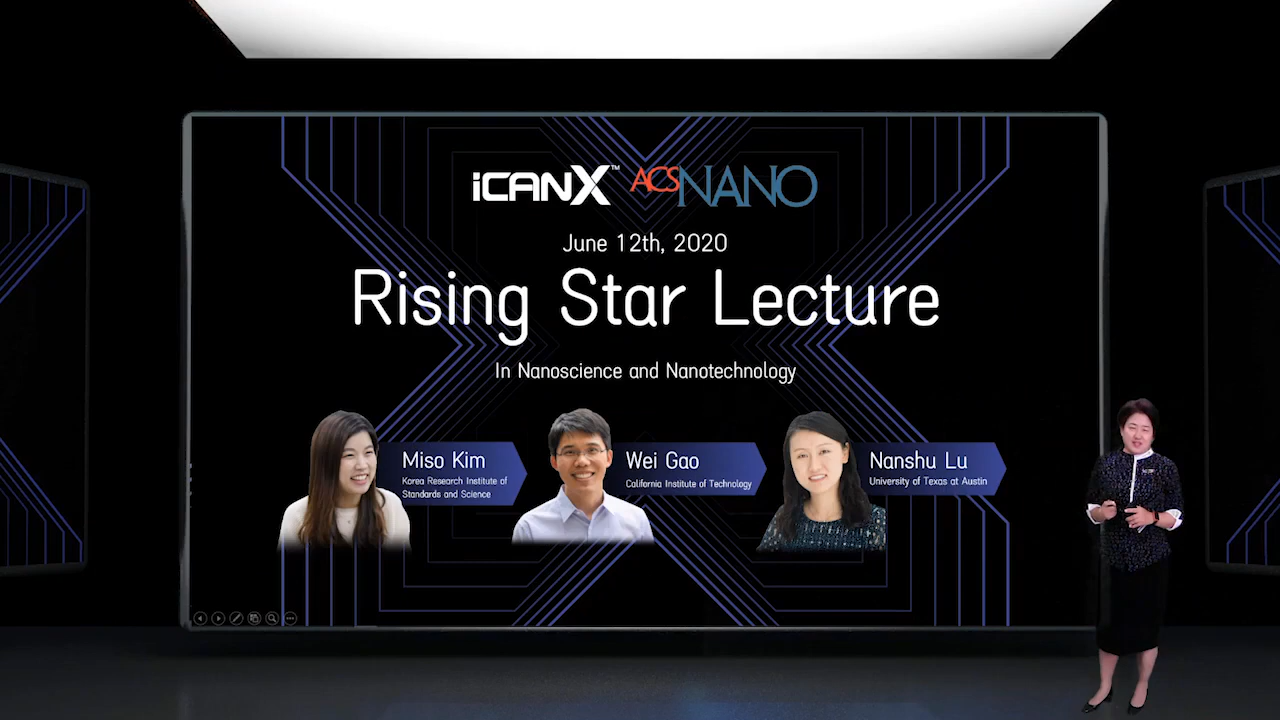 iCANX™ ACSNANO
June 12th, 2020
Rising Star Lecture
In Nanoscience and Nanotechnology
Miso Kim
Korea Research Institute of
Standards and Science
Wei Gao
California Institute of Technology
Nanshu Lu
University of Texas at Austin